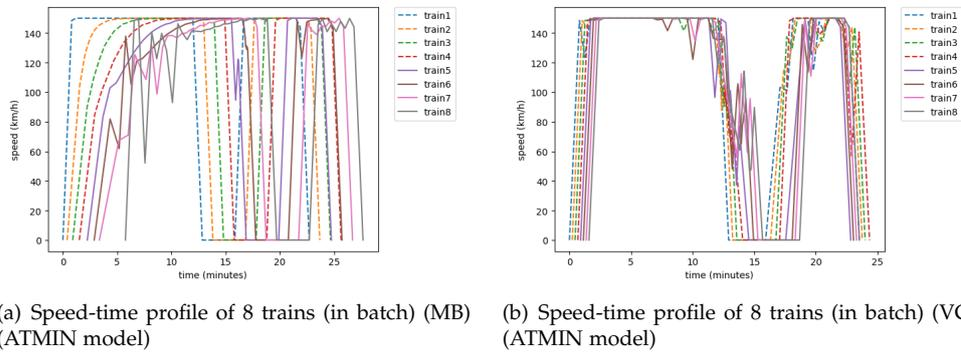 140
120
100
80
60
40
20
0
speed (km/h)
0 5 10 15 20 25
time (minutes)
train1
train2
train3
train4
train5
train6
train7
train8
140
120
100
80
60
40
20
0
speed (km/h)
0 5 10 15 20 25
time (minutes)
train1
train2
train3
train4
train5
train6
train7
train8
(a) Speed-time profile of 8 trains (in batch) (MB)
(ATMIN model)
(b) Speed-time profile of 8 trains (in batch) (VC
(ATMIN model)